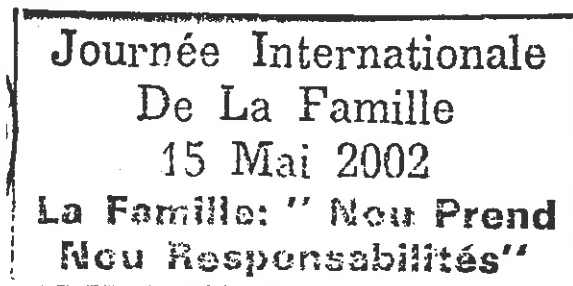 Journée Internationale
De La Famille
15 Mai 2002
La Famille: " Nou Prend
Nou Responsabilités"